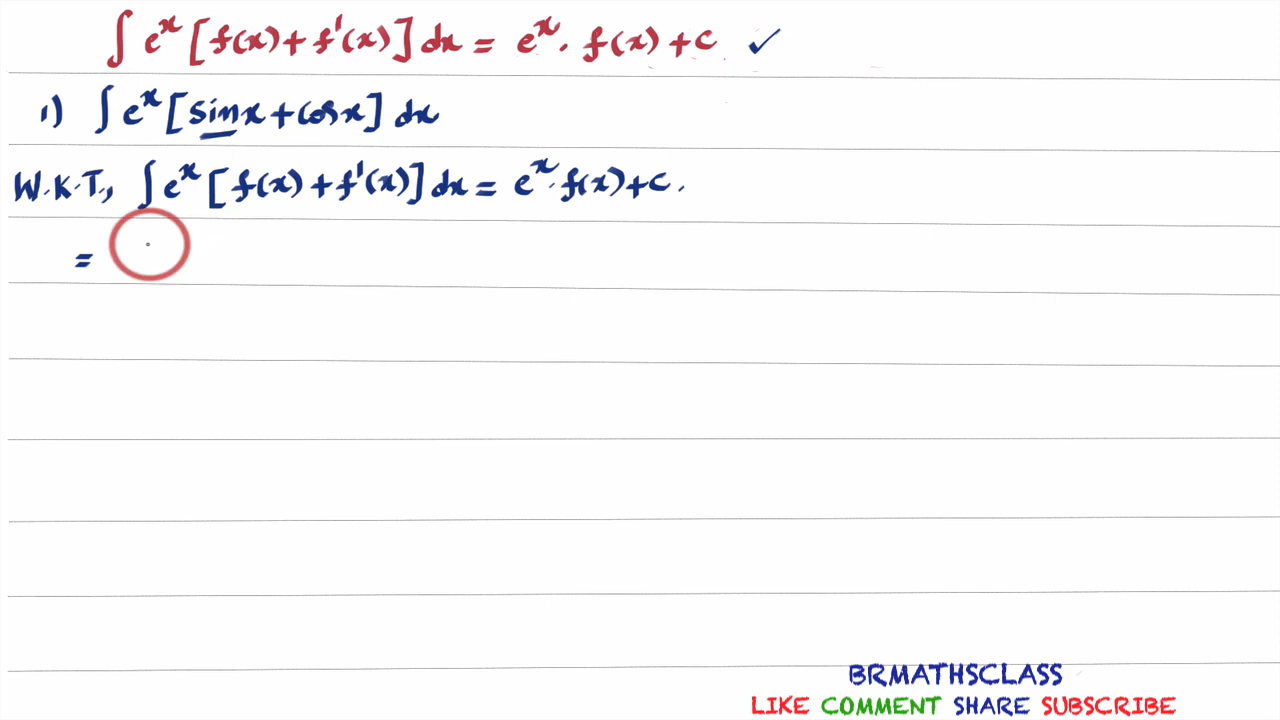 ∫ eˣ [f(x) + f'(x)] dx = eˣ. f(x) + c ✓
1) ∫ eˣ [sinx + cosx] dx
W.K.T., ∫ eˣ [f(x) + f'(x)] dx = eˣ. f(x) + c.
=
BRMATHSCLASS
LIKE COMMENT SHARE SUBSCRIBE